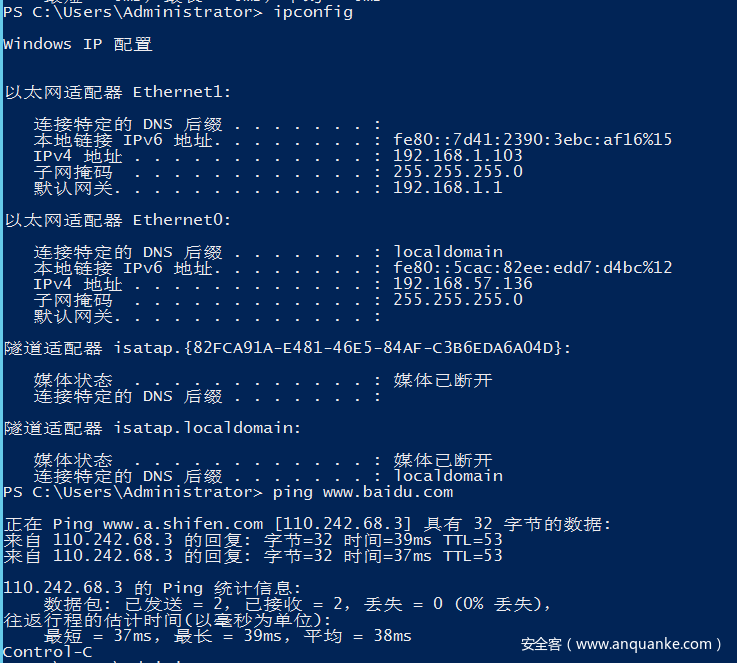 PS C:\Users\Administrator> ipconfig
Windows IP 配置
以太网适配器 Ethernet1:
连接特定的 DNS 后缀 . . . . . . . :
本地链接 IPv6 地址. . . . . . . . : fe80::7d41:2390:3ebc:af16%15
IPv4 地址 . . . . . . . . . . . . : 192.168.1.103
子网掩码 . . . . . . . . . . . . : 255.255.255.0
默认网关. . . . . . . . . . . . . : 192.168.1.1
以太网适配器 Ethernet0:
连接特定的 DNS 后缀 . . . . . . . : localdomain
本地链接 IPv6 地址. . . . . . . . : fe80::5cac:82ee:edd7:d4bc%12
IPv4 地址 . . . . . . . . . . . . : 192.168.57.136
子网掩码 . . . . . . . . . . . . : 255.255.255.0
默认网关. . . . . . . . . . . . . :
隧道适配器 isatap.{82FCA91A-E481-46E5-84AF-C3B6EDA6A04D}:
媒体状态 . . . . . . . . . . . . : 媒体已断开
连接特定的 DNS 后缀 . . . . . . . :
隧道适配器 isatap.localdomain:
媒体状态 . . . . . . . . . . . . : 媒体已断开
连接特定的 DNS 后缀 . . . . . . . : localdomain
PS C:\Users\Administrator> ping www.baidu.com
正在 Ping www.a.shifen.com [110.242.68.3] 具有 32 字节的数据:
来自 110.242.68.3 的回复: 字节=32 时间=39ms TTL=53
来自 110.242.68.3 的回复: 字节=32 时间=37ms TTL=53
110.242.68.3 的 Ping 统计信息:
数据包: 已发送 = 2，已接收 = 2，丢失 = 0 (0% 丢失)，
往返行程的估计时间(以毫秒为单位):
最短 = 37ms，最长 = 39ms，平均 = 38ms
Control-C
安全客（www.anquanke.com）